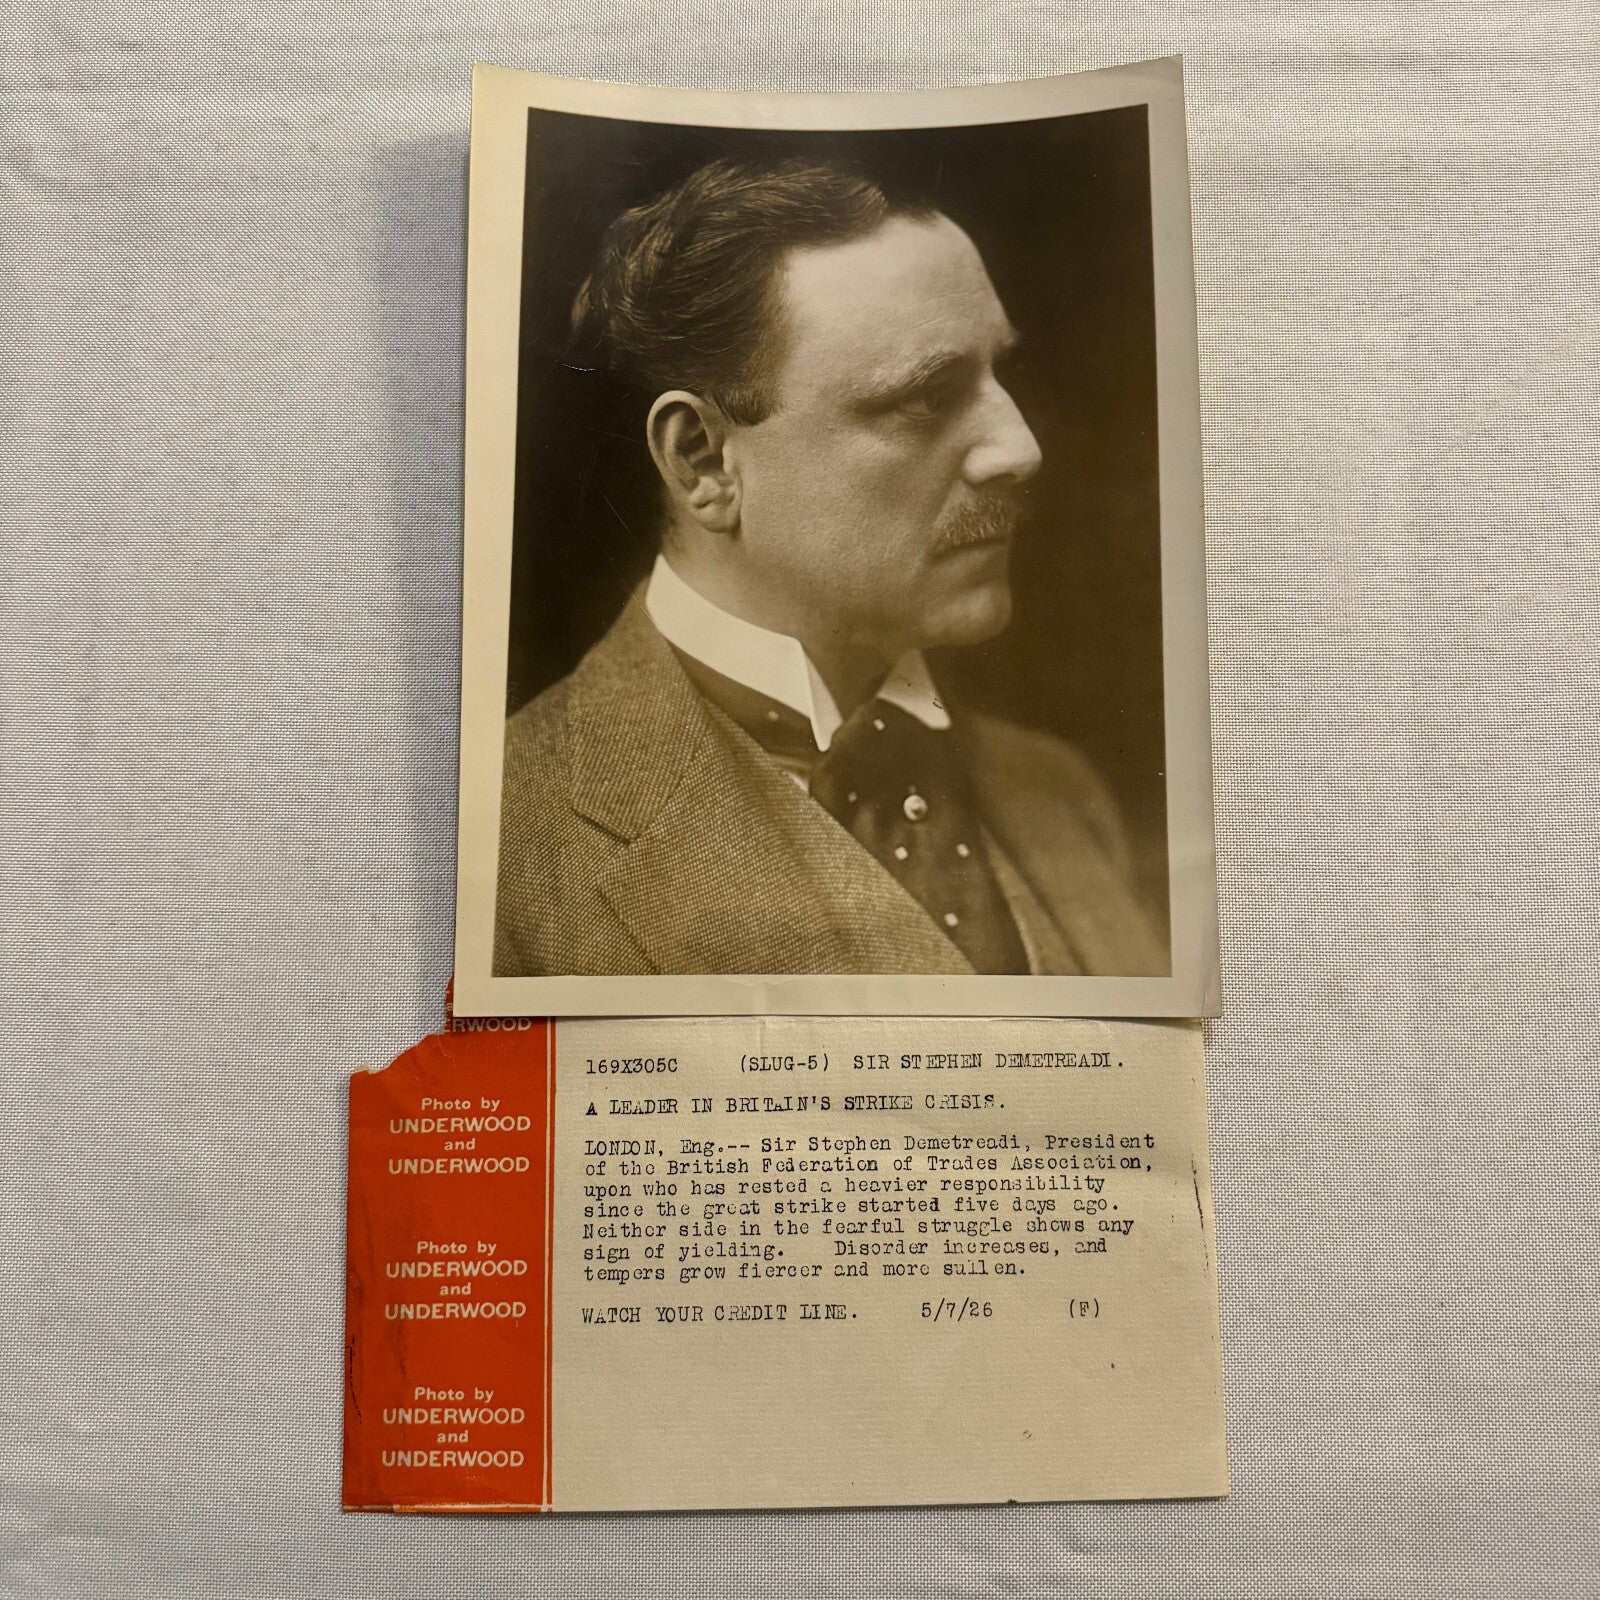 ERWOOD
Photo by
UNDERWOOD
and
UNDERWOOD
Photo by
UNDERWOOD
and
UNDERWOOD
Photo by
UNDERWOOD
and
UNDERWOOD
169X305C (SLUG-5) SIR STEPHEN DEMETREADI.
A LEADER IN BRITAIN'S STRIKE CRISIS.
LONDON, Eng.-- Sir Stephen Demetreadi, President
of the British Federation of Trades Association,
upon who has rested a heavier responsibility
since the great strike started five days ago.
Neither side in the fearful struggle shows any
sign of yielding. Disorder increases, and
tempers grow fiercer and more sullen.
WATCH YOUR CREDIT LINE. 5/7/26 (F)